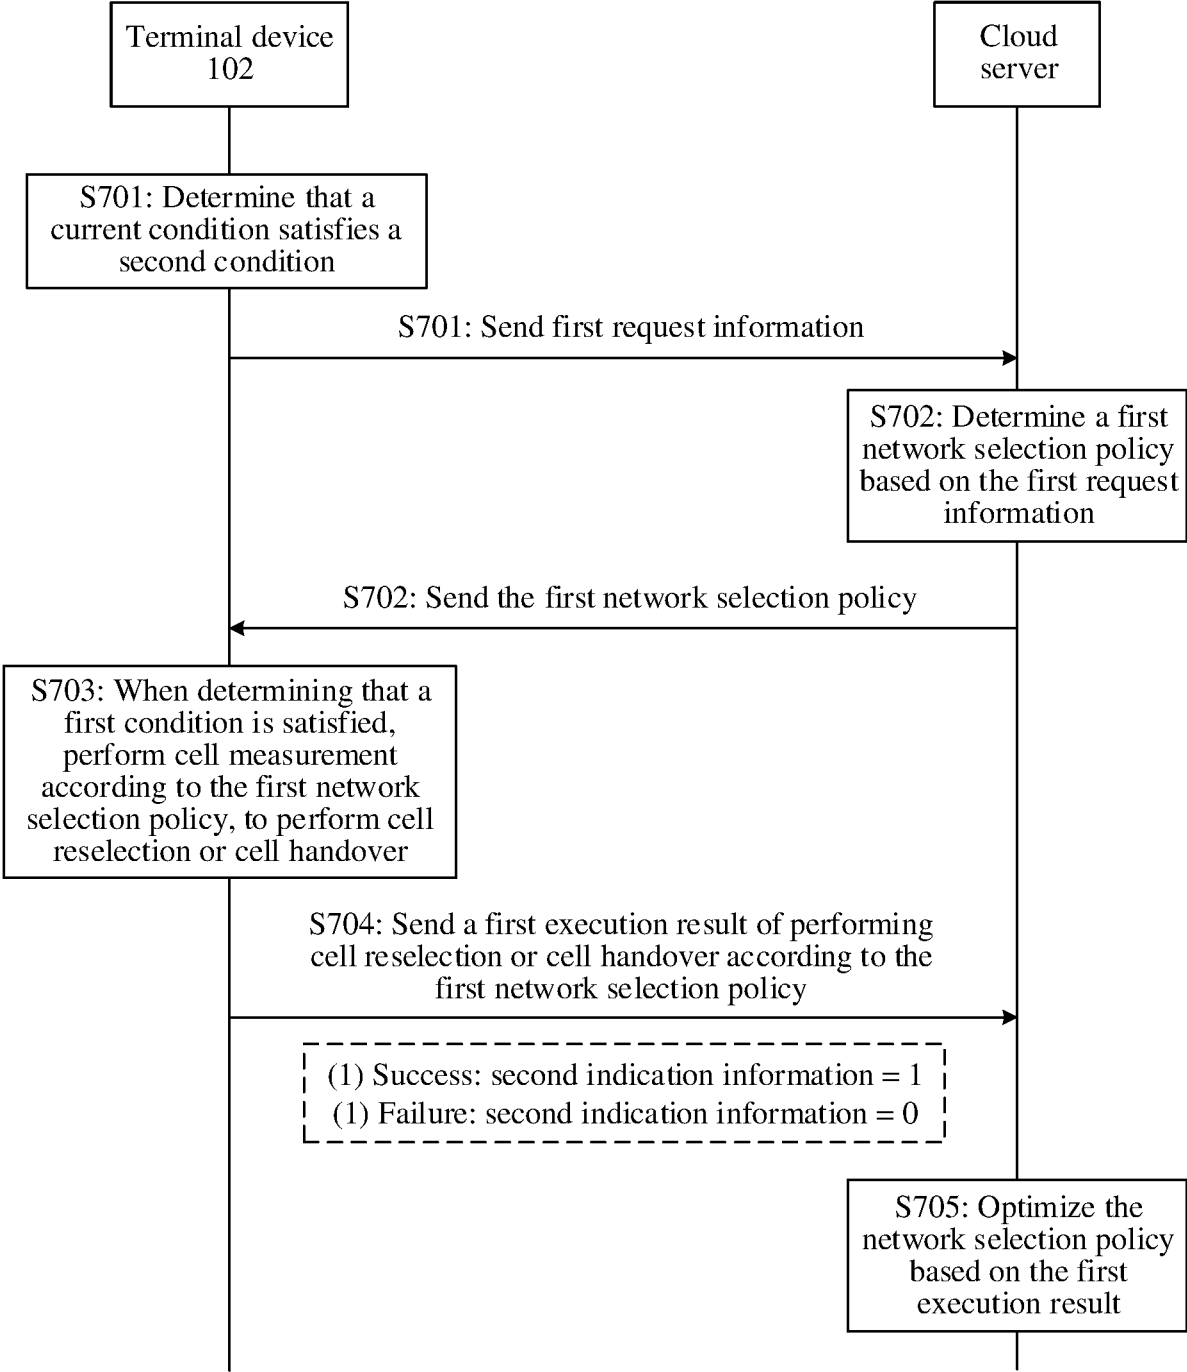 Terminal device
102
Cloud
server
S701: Determine that a
current condition satisfies a
second condition
S701: Send first request information
S702: Determine a first
network selection policy
based on the first request
information
S702: Send the first network selection policy
S703: When determining that a
first condition is satisfied,
perform cell measurement
according to the first network
selection policy, to perform cell
reselection or cell handover
S704: Send a first execution result of performing
cell reselection or cell handover according to the
first network selection policy
(1) Success: second indication information = 1
(1) Failure: second indication information = 0
S705: Optimize the
network selection policy
based on the first
execution result